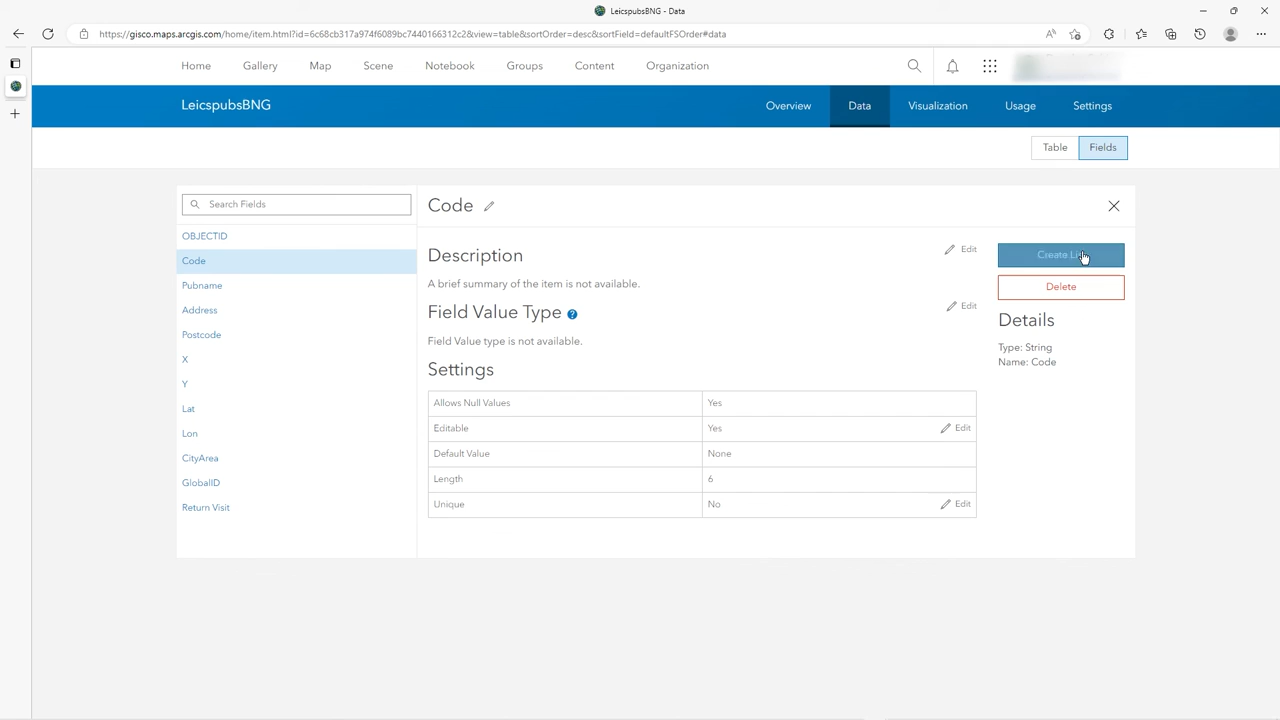 LeicspubsBNG - Data
https://gisco.maps.arcgis.com/home/item.html?id=6c68cb317a974f6089bc7440166312c2&view=table&sortOrder=desc&sortField=defaultFSOrder#data
Home Gallery Map Scene Notebook Groups Content Organization
LeicspubsBNG Overview Data Visualization Usage Settings
Table Fields
Search Fields
OBJECTID
Code
Pubname
Address
Postcode
X
Y
Lat
Lon
CityArea
GlobalID
Return Visit
Code
Description Edit
A brief summary of the item is not available.
Field Value Type ? Edit
Field Value type is not available.
Settings
Allows Null Values Yes
Editable Yes Edit
Default Value None
Length 6
Unique No Edit
Create
Delete
Details
Type: String
Name: Code